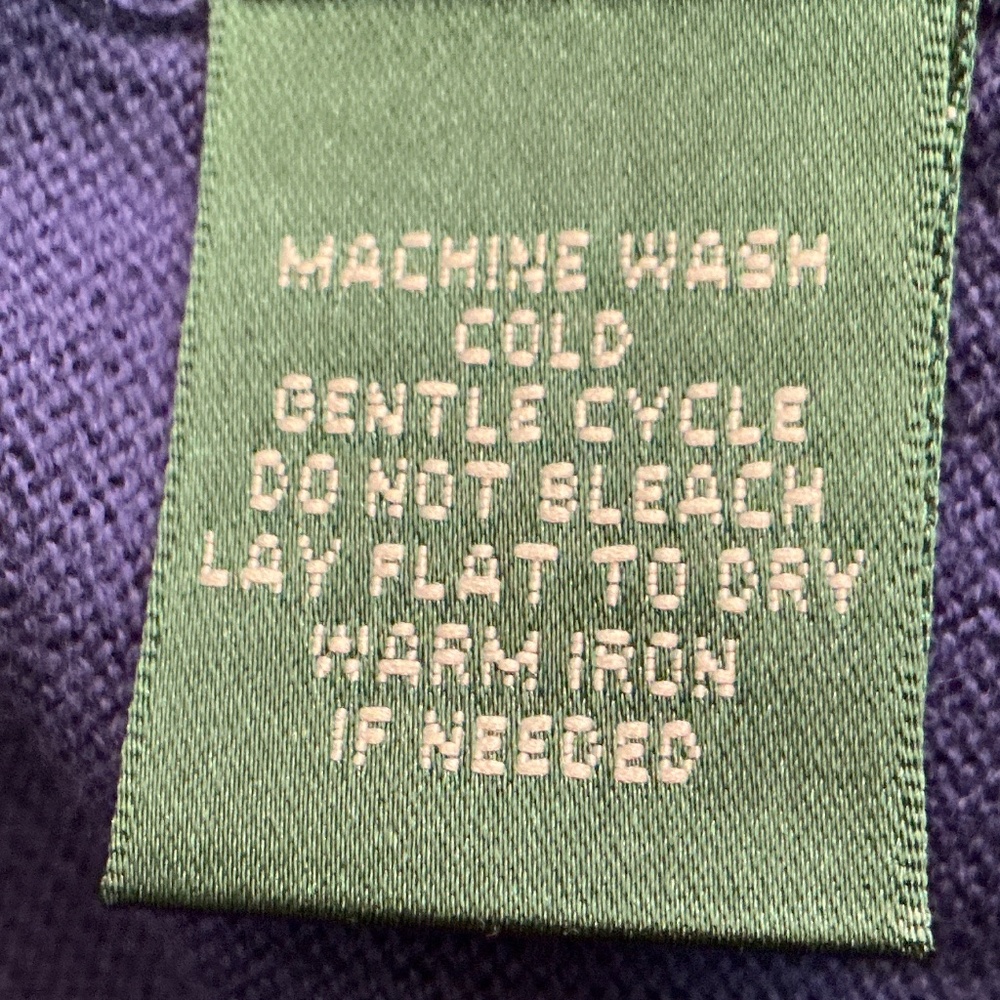 MACHINE WASH
COLD
GENTLE CYCLE
DO NOT BLEACH
LAY FLAT TO DRY
WARM IRON
IF NEEDED